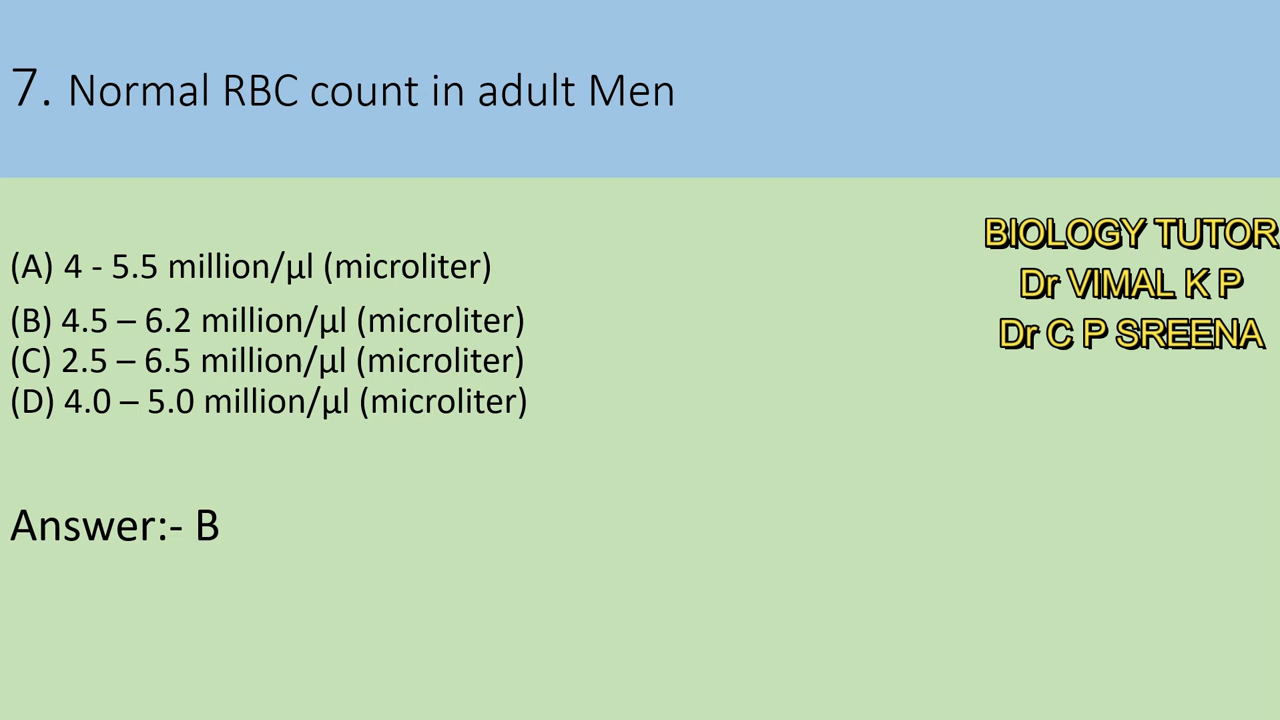 7. Normal RBC count in adult Men
(A) 4 - 5.5 million/µl (microliter)
(B) 4.5 – 6.2 million/µl (microliter)
(C) 2.5 – 6.5 million/µl (microliter)
(D) 4.0 – 5.0 million/µl (microliter)
Answer:- B
BIOLOGY TUTOR
Dr VIMAL K P
Dr C P SREENA